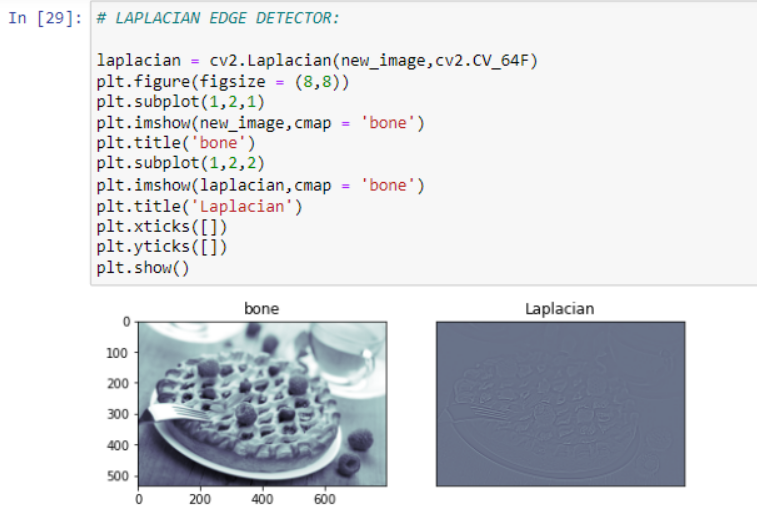 In [29]: # LAPLACIAN EDGE DETECTOR:
laplacian = cv2.Laplacian(new_image,cv2.CV_64F)
plt.figure(figsize = (8,8))
plt.subplot(1,2,1)
plt.imshow(new_image,cmap = 'bone')
plt.title('bone')
plt.subplot(1,2,2)
plt.imshow(laplacian,cmap = 'bone')
plt.title('Laplacian')
plt.xticks([])
plt.yticks([])
plt.show()
bone Laplacian
0
100
200
300
400
500
0 200 400 600